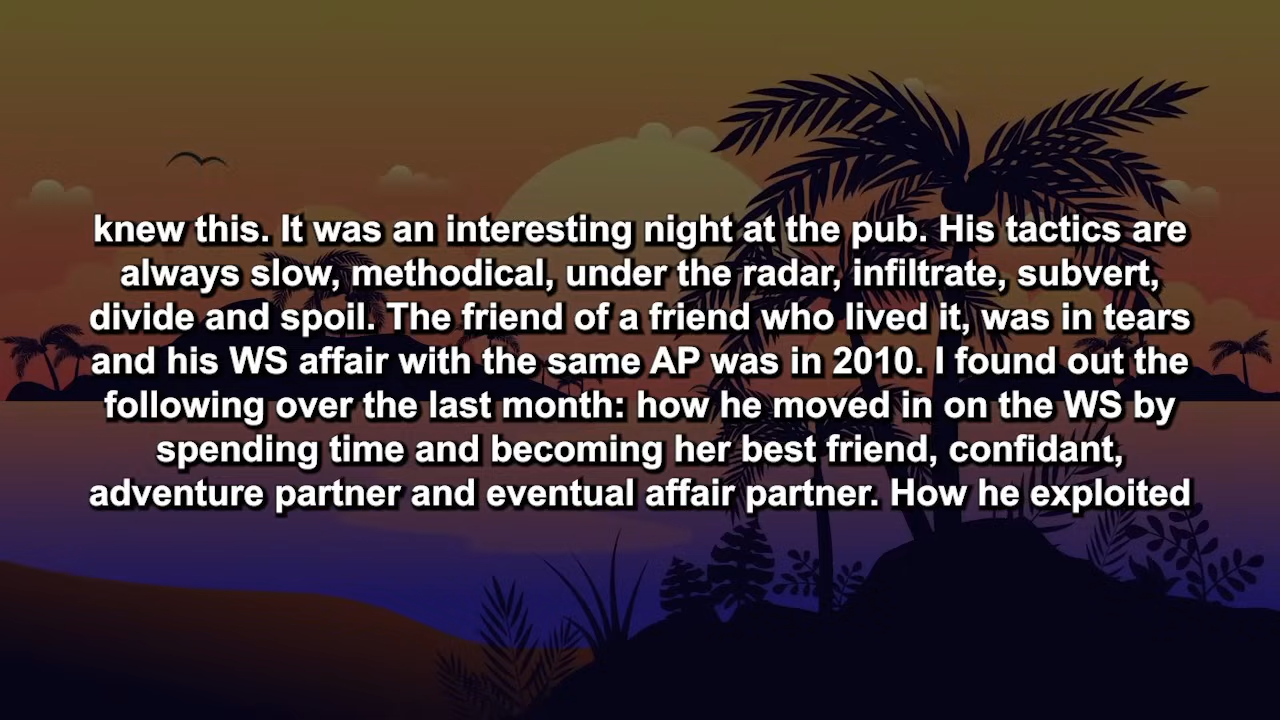 knew this. It was an interesting night at the pub. His tactics are
always slow, methodical, under the radar, infiltrate, subvert,
divide and spoil. The friend of a friend who lived it, was in tears
and his WS affair with the same AP was in 2010. I found out the
following over the last month: how he moved in on the WS by
spending time and becoming her best friend, confidant,
adventure partner and eventual affair partner. How he exploited